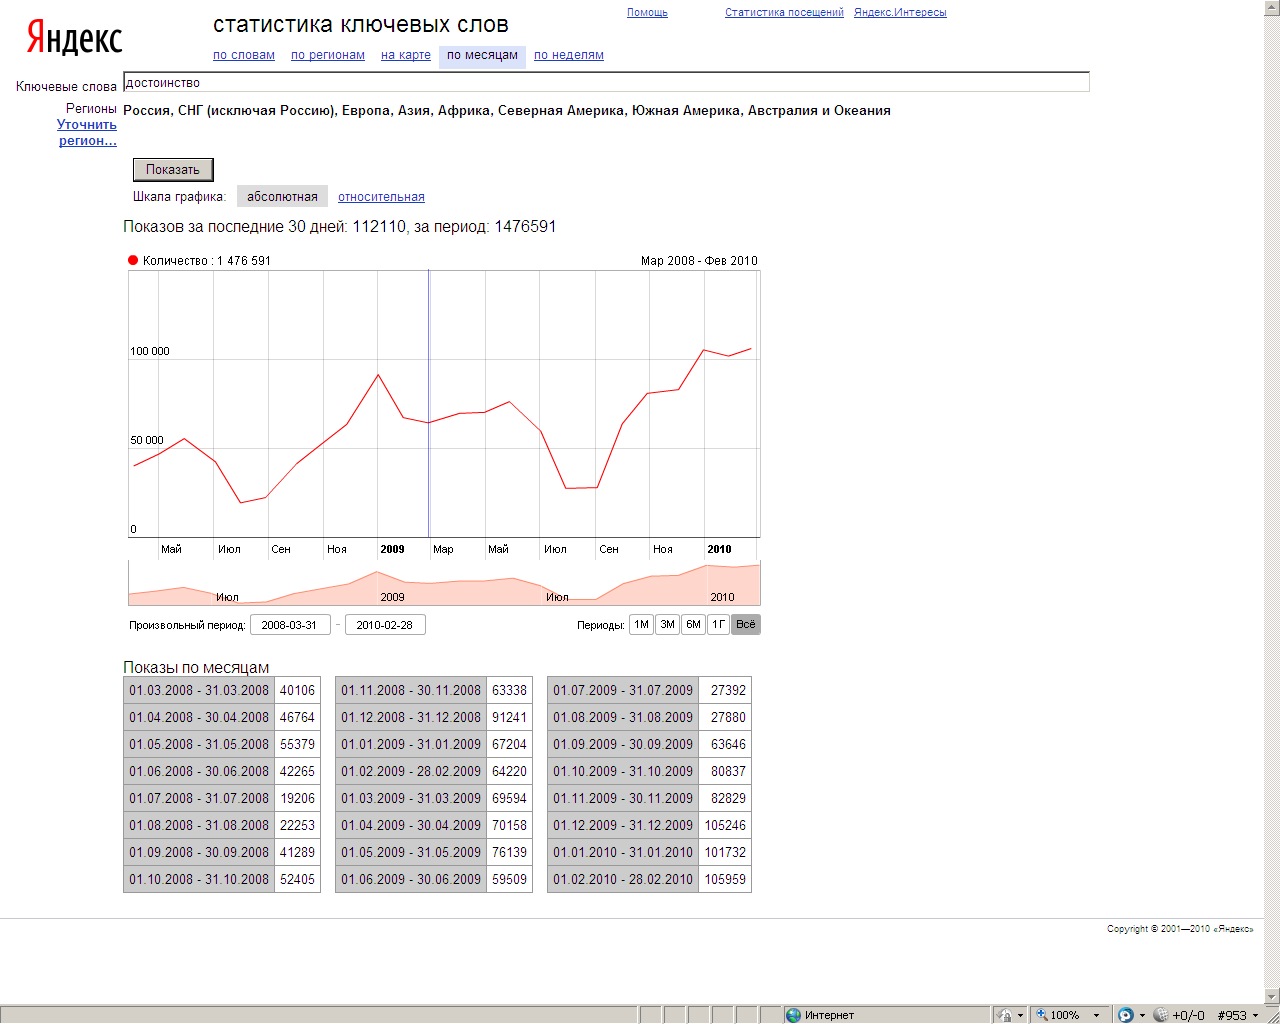 Помощь Статистика посещений Яндекс.Интересы
Яндекс статистика ключевых слов
по словам по регионам на карте по месяцам по неделям
Ключевые слова достоинство
Регионы Россия, СНГ (исключая Россию), Европа, Азия, Африка, Северная Америка, Южная Америка, Австралия и Океания
Уточнить
регион...
Показать
Шкала графика: абсолютная относительная
Показов за последние 30 дней: 112110, за период: 1476591
Количество : 1 476 591 Мар 2008 - Фев 2010
100 000
50 000
0
Май Июл Сен Ноя 2009 Мар Май Июл Сен Ноя 2010
Июл 2009 Июл 2010
Произвольный период: 2008-03-31 - 2010-02-28 Периоды: 1М 3М 6М 1Г Всё
Показы по месяцам
01.03.2008 - 31.03.2008 40106 01.11.2008 - 30.11.2008 63338 01.07.2009 - 31.07.2009 27392
01.04.2008 - 30.04.2008 46764 01.12.2008 - 31.12.2008 91241 01.08.2009 - 31.08.2009 27880
01.05.2008 - 31.05.2008 55379 01.01.2009 - 31.01.2009 67204 01.09.2009 - 30.09.2009 63646
01.06.2008 - 30.06.2008 42265 01.02.2009 - 28.02.2009 64220 01.10.2009 - 31.10.2009 80837
01.07.2008 - 31.07.2008 19206 01.03.2009 - 31.03.2009 69594 01.11.2009 - 30.11.2009 82829
01.08.2008 - 31.08.2008 22253 01.04.2009 - 30.04.2009 70158 01.12.2009 - 31.12.2009 105246
01.09.2008 - 30.09.2008 41289 01.05.2009 - 31.05.2009 76139 01.01.2010 - 31.01.2010 101732
01.10.2008 - 31.10.2008 52405 01.06.2009 - 30.06.2009 59509 01.02.2010 - 28.02.2010 105959
Copyright © 2001—2010 «Яндекс»
Интернет 100% +0/-0 #953